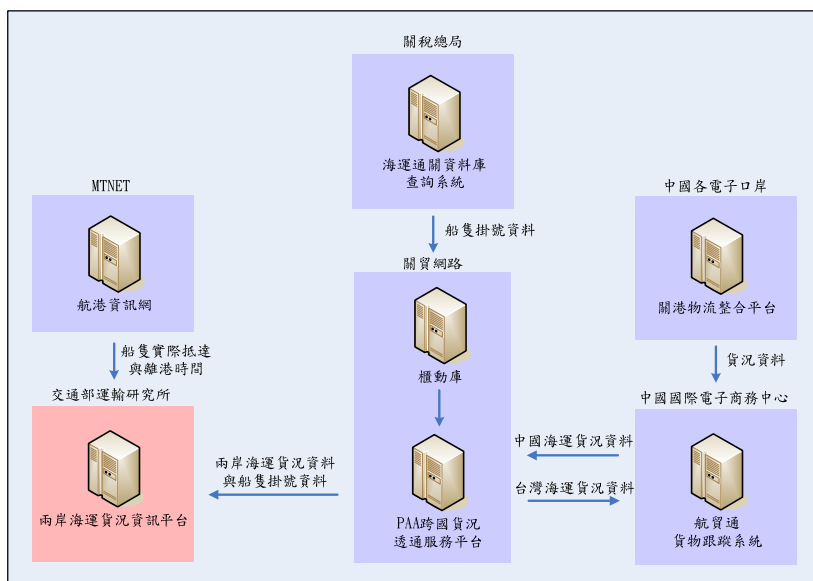 關稅總局
海運通關資料庫
查詢系統
MTNET
航港資訊網
船隻掛號資料
關貿網路
櫃動庫
中國各電子口岸
關港物流整合平台
船隻實際抵達
與離港時間
貨況資料
交通部運輸研究所
兩岸海運貨況資訊平台
兩岸海運貨況資料
與船隻掛號資料
PAA跨國貨況
透通服務平台
中國海運貨況資料
台灣海運貨況資料
中國國際電子商務中心
航貿通
貨物跟蹤系統